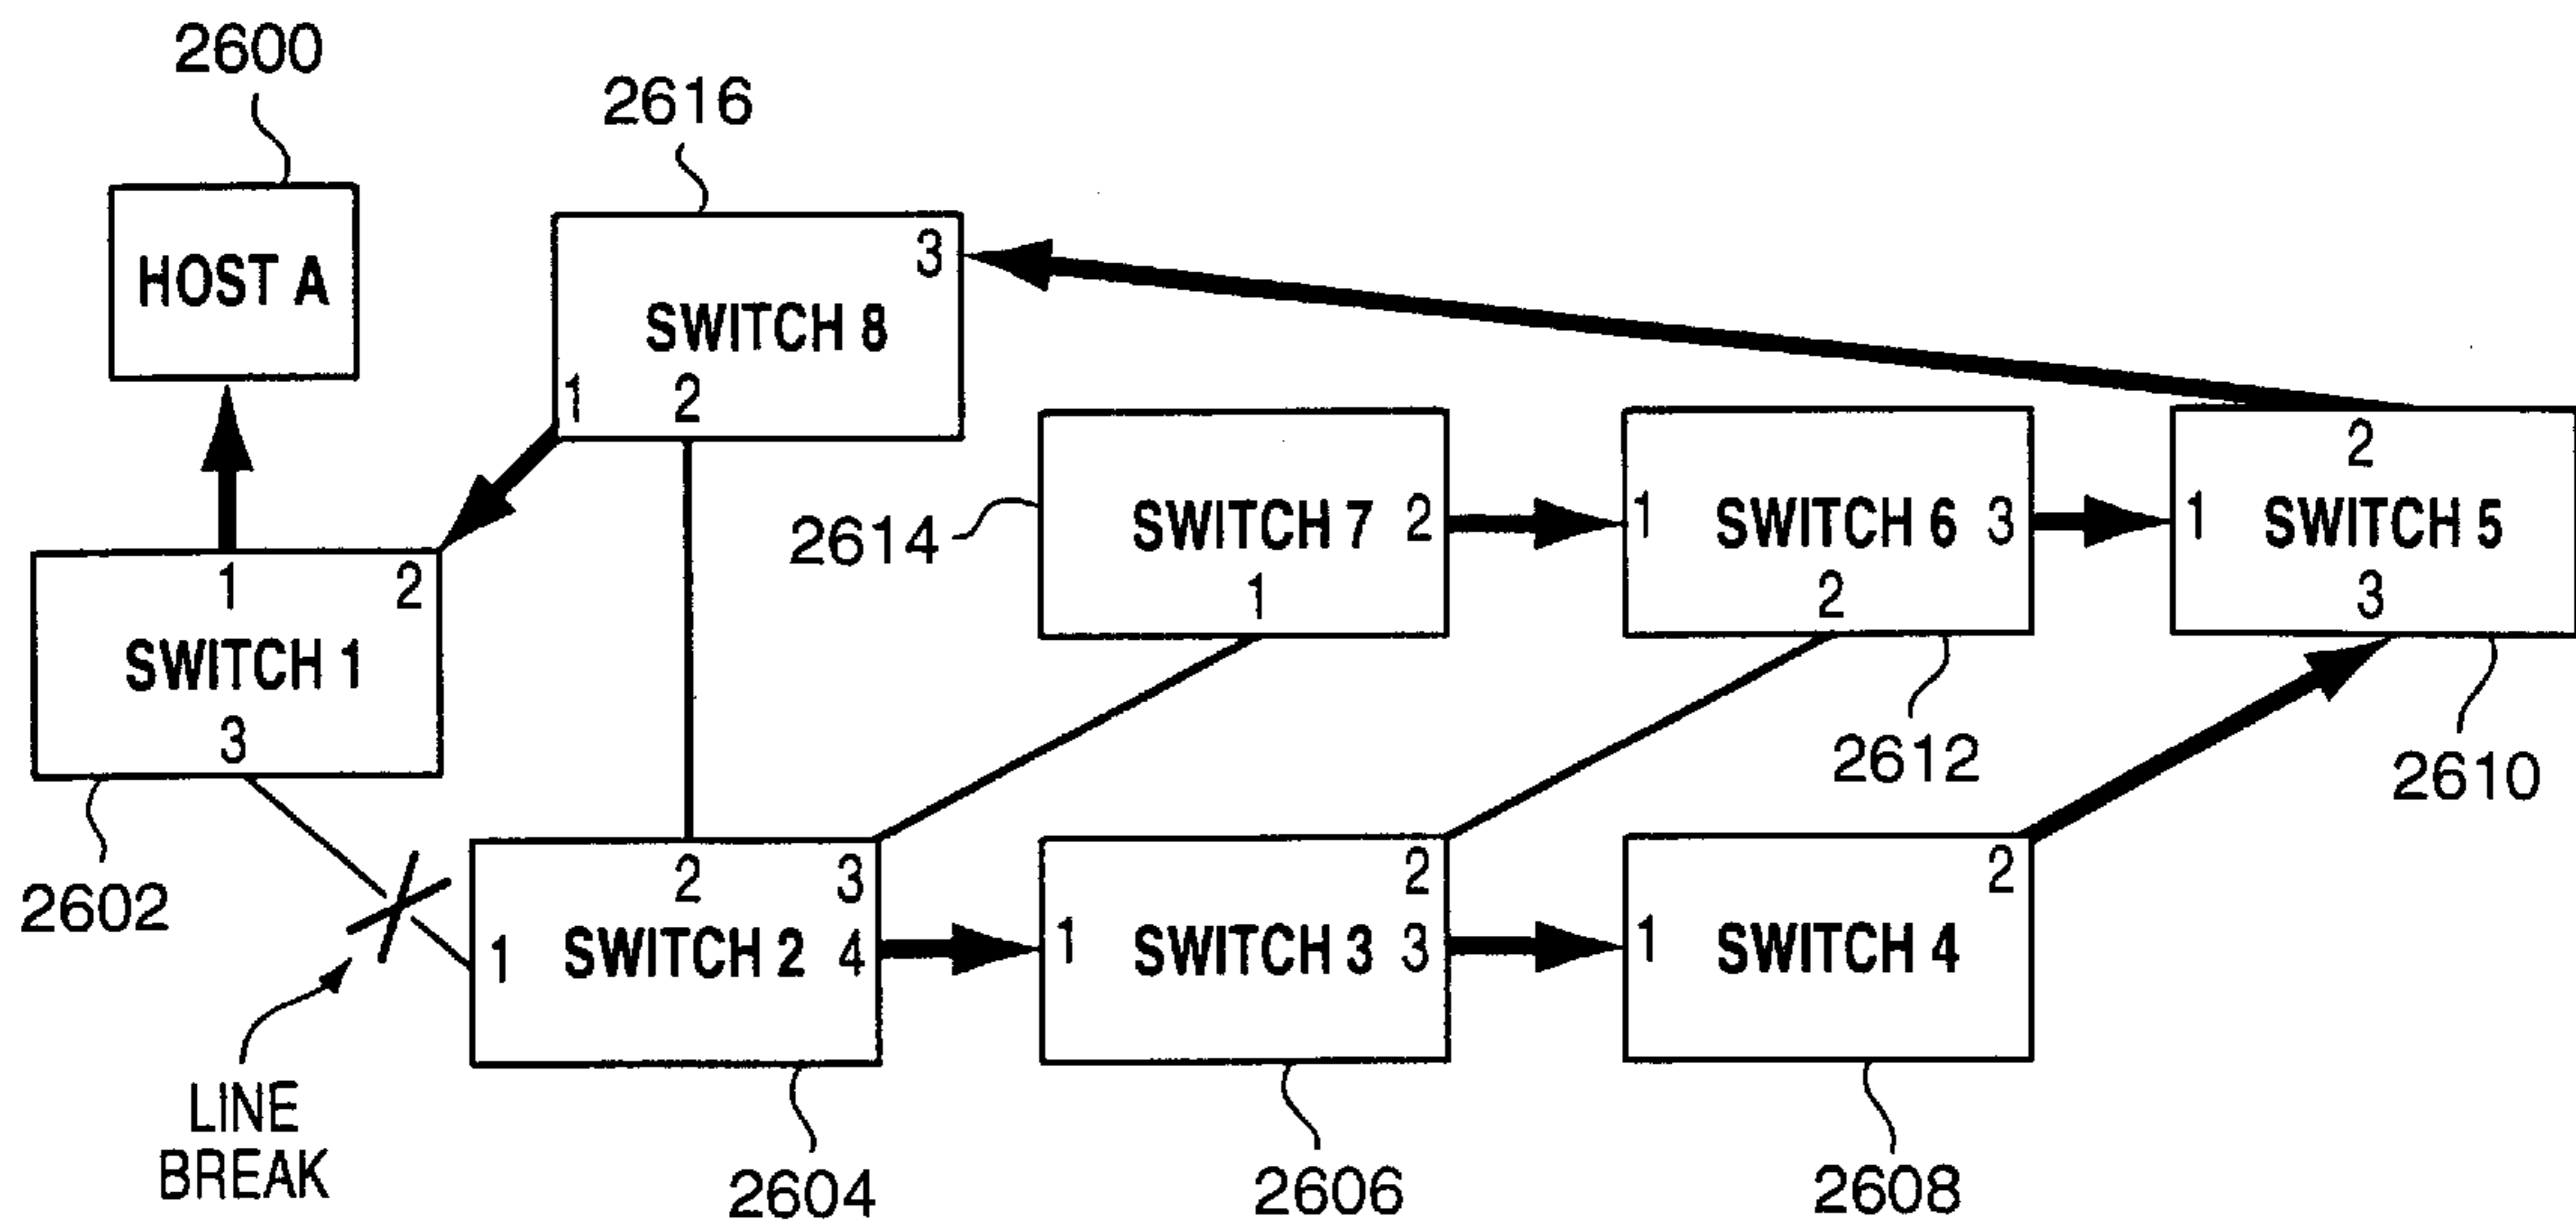 2600
2616
HOST A
3
SWITCH 8
1 2
2
1 2
2614
SWITCH 7 2
1
1 SWITCH 6 3
2
1 SWITCH 5
3
SWITCH 1
3
2612
2610
2602
2 3
1 SWITCH 2 4
2
1 SWITCH 3 3
2
1 SWITCH 4
LINE
BREAK
2604
2606
2608